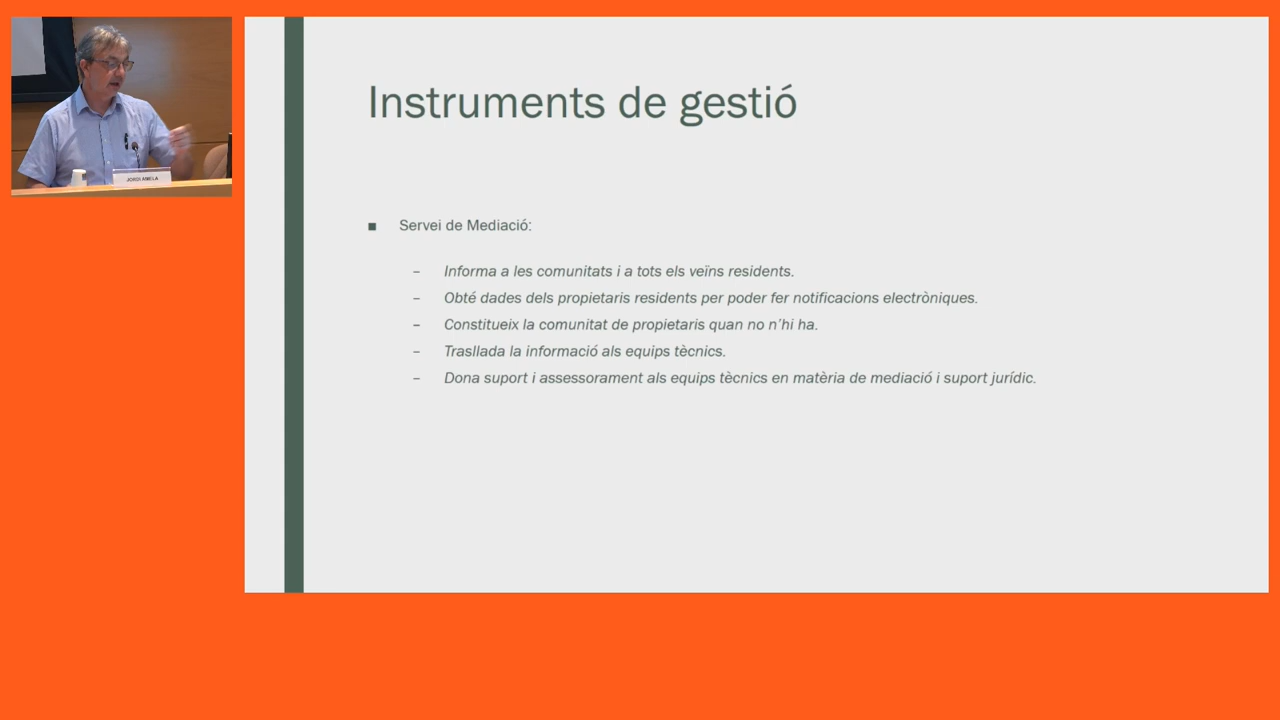 Instruments de gestió
■ Servei de Mediació:
– Informa a les comunitats i a tots els veïns residents.
– Obté dades dels propietaris residents per poder fer notificacions electròniques.
– Constitueix la comunitat de propietaris quan no n'hi ha.
– Trasllada la informació als equips tècnics.
– Dona suport i assessorament als equips tècnics en matèria de mediació i suport jurídic.
JORDI